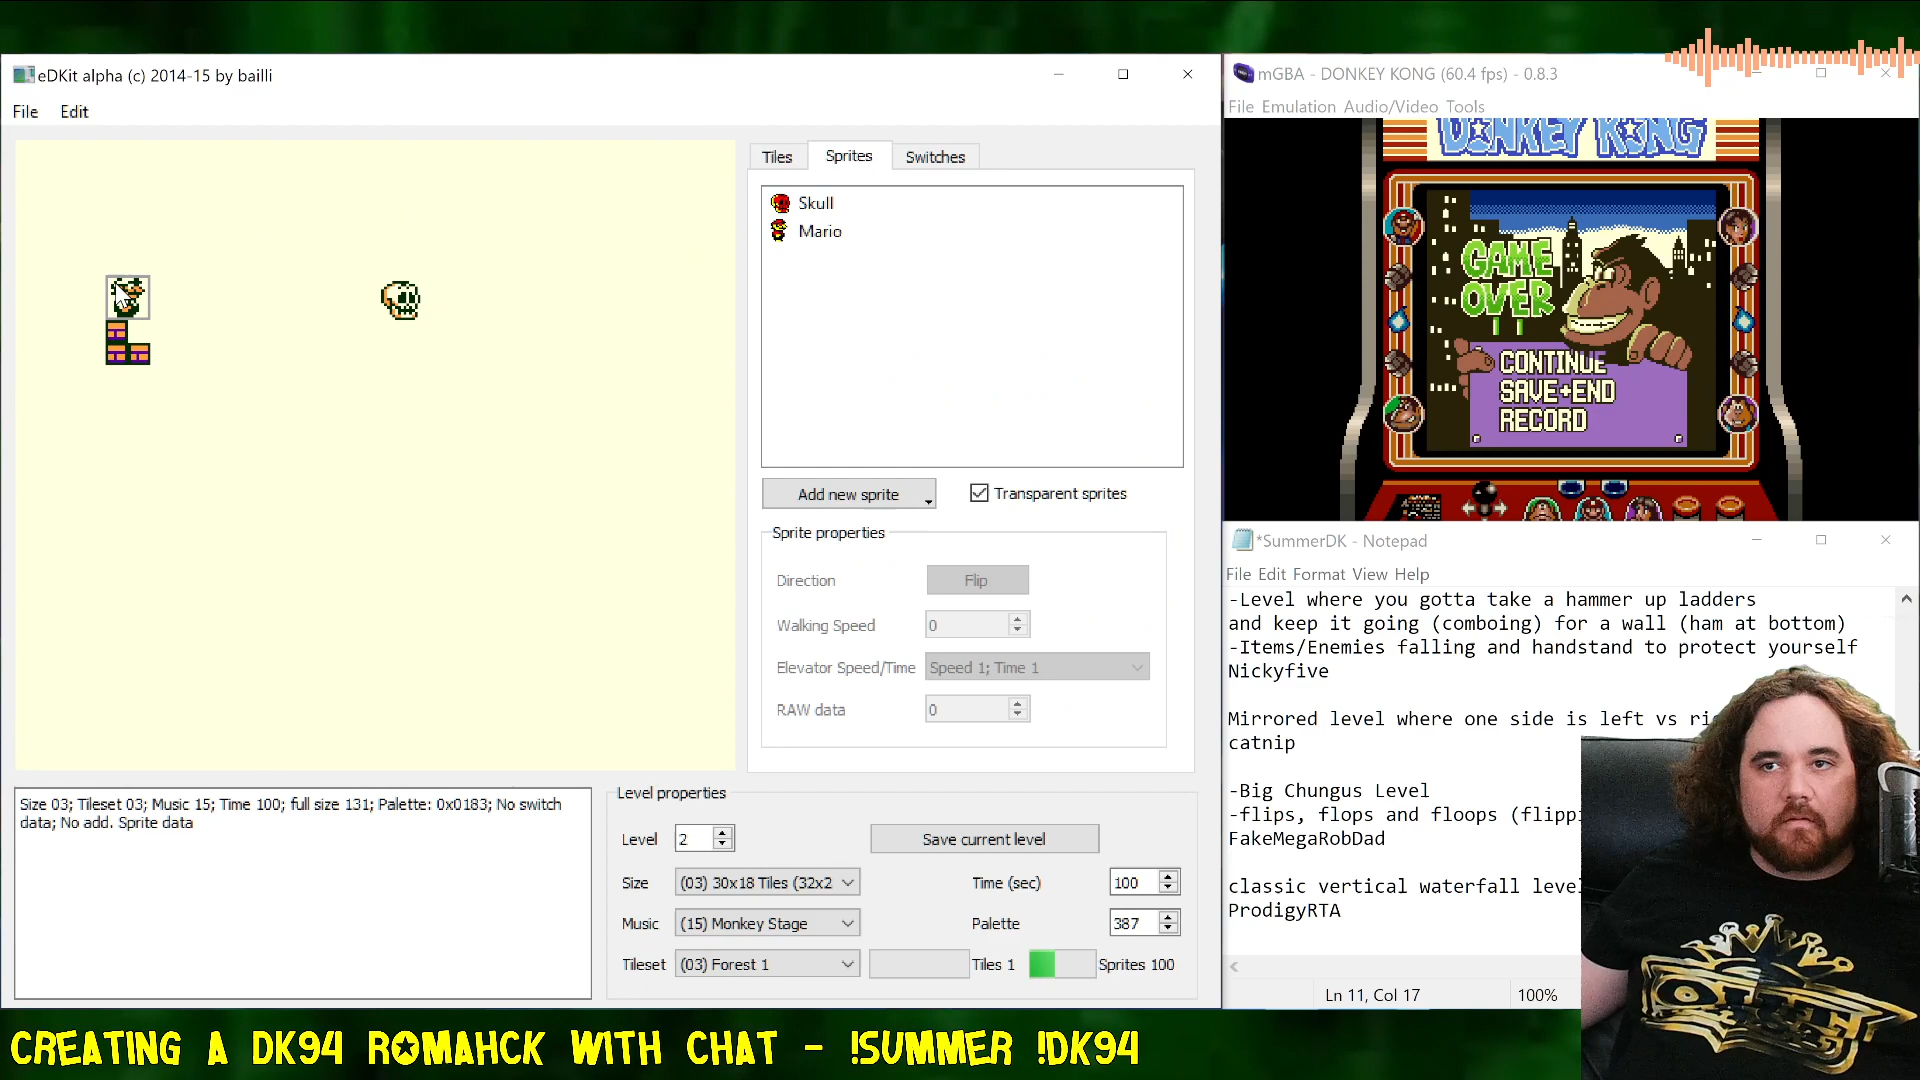 eDKit alpha (c) 2014-15 by bailli
File Edit
Tiles Sprites Switches
Skull
Mario
Add new sprite
Transparent sprites
Sprite properties
Direction Flip
Walking Speed 0
Elevator Speed/Time Speed 1; Time 1
RAW data 0
Size 03; Tileset 03; Music 15; Time 100; full size 131; Palette: 0x0183; No switch
data; No add. Sprite data
Level properties
Level 2 Save current level
Size (03) 30x18 Tiles (32x2 Time (sec) 100
Music (15) Monkey Stage Palette 387
Tileset (03) Forest 1 Tiles 1 Sprites 100
mGBA - DONKEY KONG (60.4 fps) - 0.8.3
File Emulation Audio/Video Tools
DONKEY KONG
GAME
OVER
CONTINUE
SAVE+END
RECORD
*SummerDK - Notepad
File Edit Format View Help
-Level where you gotta take a hammer up ladders
and keep it going (comboing) for a wall (ham at bottom)
-Items/Enemies falling and handstand to protect yourself
Nickyfive
Mirrored level where one side is left vs ri
catnip
-Big Chungus Level
-flips, flops and floops (flippi
FakeMegaRobDad
classic vertical waterfall level
ProdigyRTA
Ln 11, Col 17 100%
CREATING A DK94 ROMAHCK WITH CHAT - !SUMMER !DK94